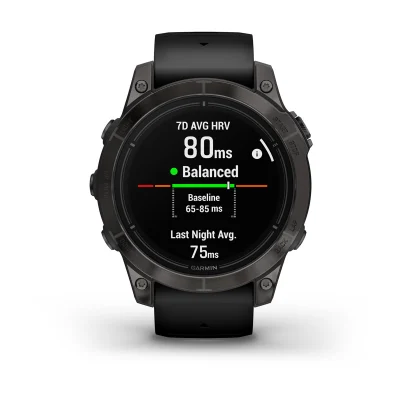 7D AVG HRV
80ms
i
Balanced
Baseline
65-85 ms
Last Night Avg.
75ms
GARMIN